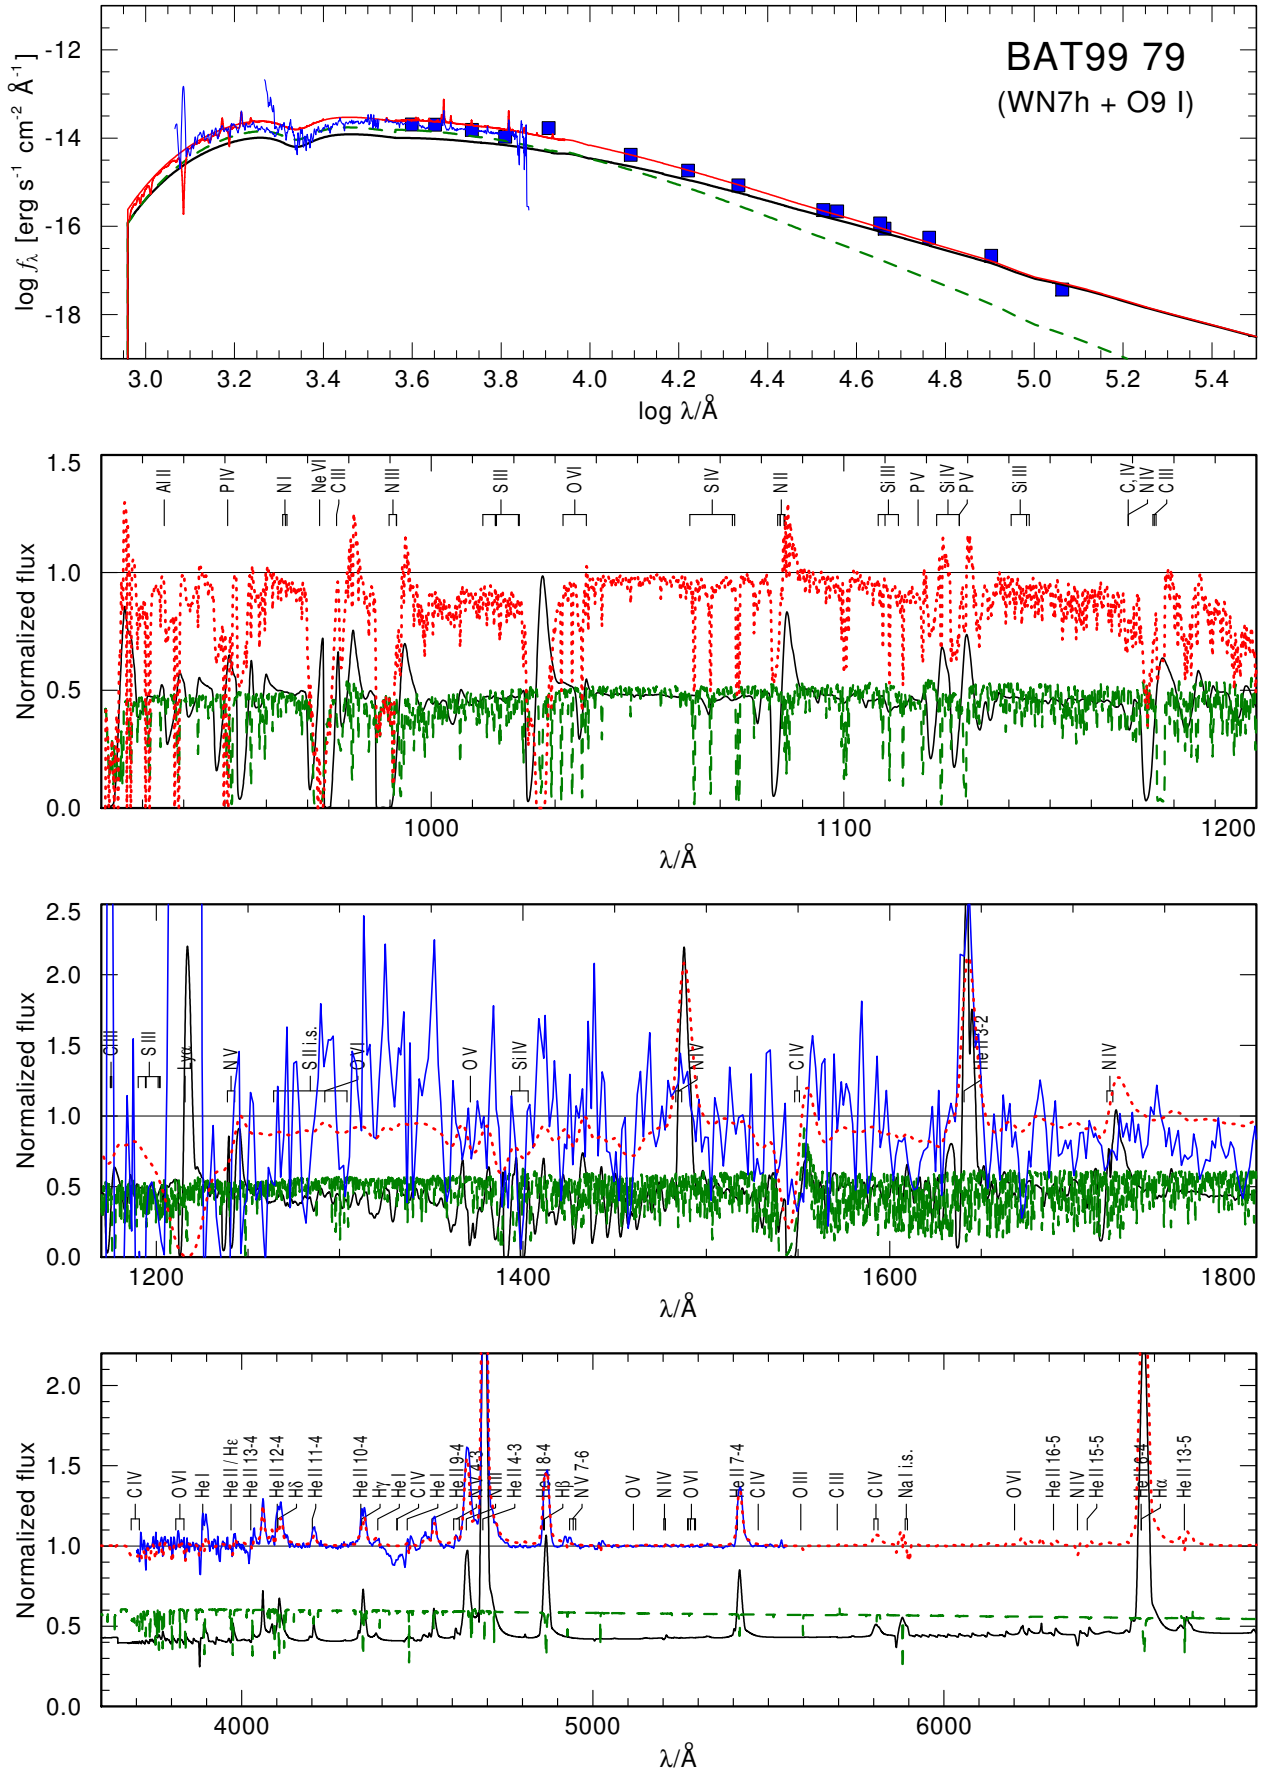 BAT99 79
(WN7h + O9 I)
log fλ [erg s⁻¹ cm⁻² Å⁻¹]
-12
-14
-16
-18
3.0 3.2 3.4 3.6 3.8 4.0 4.2 4.4 4.6 4.8 5.0 5.2 5.4
log λ/Å
Normalized flux
1.5
1.0
0.5
0.0
Al II P IV N I Ne VI C III N III S III O VI S IV N II Si III P V Si IV P V Si III C, IV N IV C III
1000 1100 1200
λ/Å
Normalized flux
2.5
2.0
1.5
1.0
0.5
0.0
C III S III Lyα N V S II i.s. O VI O V Si IV N IV C IV He II 3-2 N IV
1200 1400 1600 1800
λ/Å
Normalized flux
2.0
1.5
1.0
0.5
0.0
C IV O VI He I He II / Hε He II 13-4 He II 12-4 Hδ He II 11-4 He II 10-4 Hγ He I C IV He I He II 9-4 He II 4-3 He II 8-4 Hβ N V 7-6 He II 7-4 C IV O V N IV O VI O III C III C IV Na I i.s. O VI He II 16-5 N IV He II 15-5 He II 6-4 Hα He II 13-5
4000 5000 6000
λ/Å